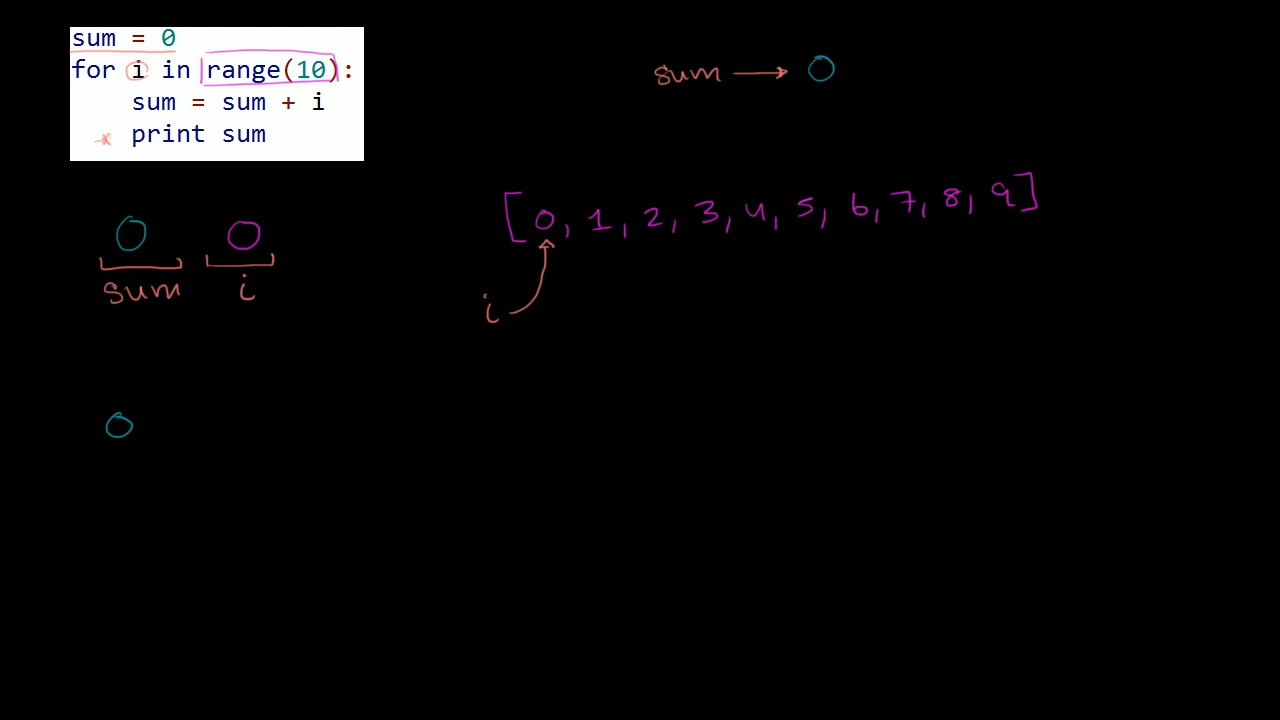 sum = 0
for i in range(10):
    sum = sum + i
    print sum
sum → 0
[0, 1, 2, 3, 4, 5, 6, 7, 8, 9]
0 0
sum i
i
0